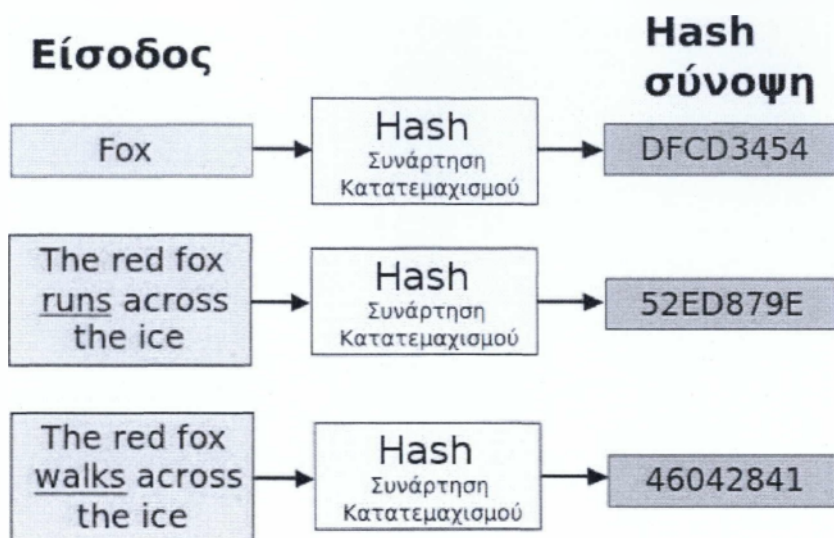 Είσοδος
Hash
σύνοψη
Fox
Hash
Συνάρτηση
Κατατεμαχισμού
DFCD3454
The red fox
runs across
the ice
Hash
Συνάρτηση
Κατατεμαχισμού
52ED879E
The red fox
walks across
the ice
Hash
Συνάρτηση
Κατατεμαχισμού
46042841